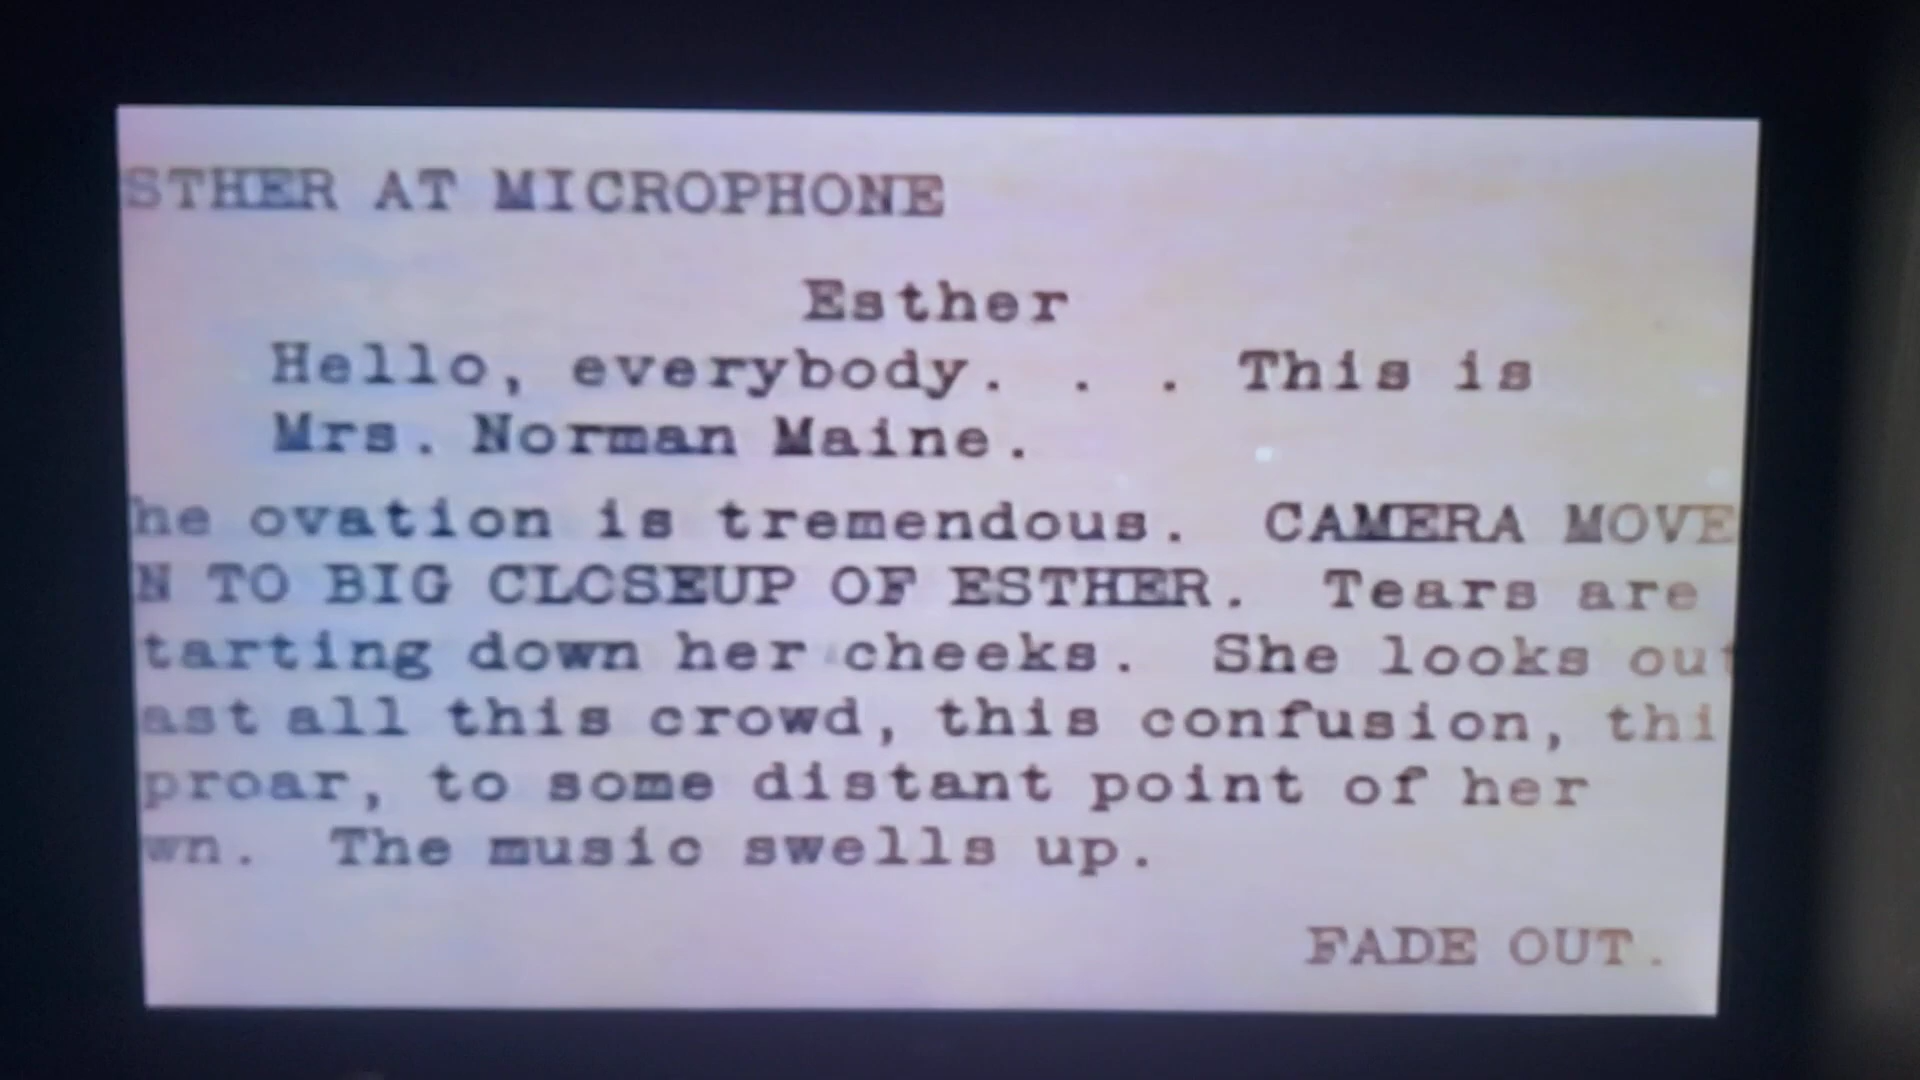 STHER AT MICROPHONE
Esther
Hello, everybody. . . This is
Mrs. Norman Maine.
he ovation is tremendous. CAMERA MOVE
N TO BIG CLCSEUP OF ESTHER. Tears are
tarting down her cheeks. She looks out
ast all this crowd, this confusion, thi
proar, to some distant point of her
wn. The music swells up.
FADE OUT.